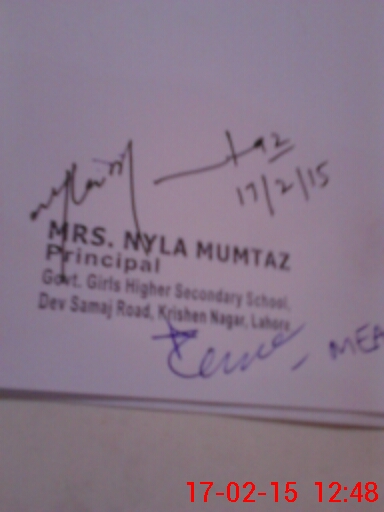 17/2/15
MRS. NYLA MUMTAZ
Principal
Govt. Girls Higher Secondary School,
Dev Samaj Road, Krishen Nagar, Lahore
MEA
17-02-15 12:48